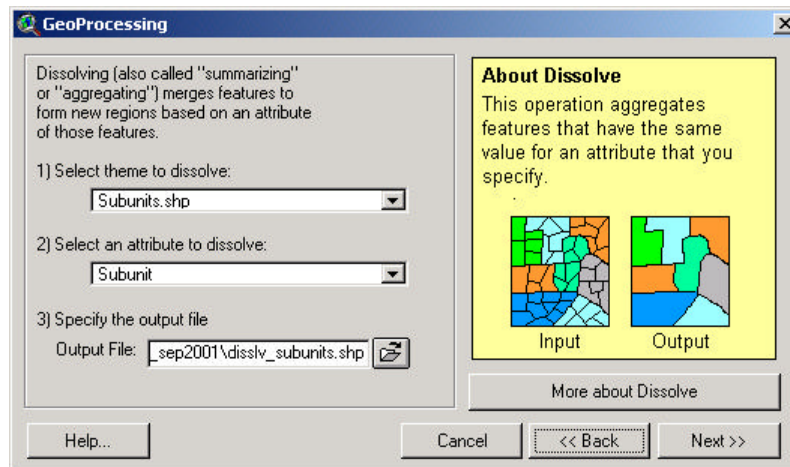 GeoProcessing
Dissolving (also called "summarizing"
or "aggregating") merges features to
form new regions based on an attribute
of those features.
1) Select theme to dissolve:
Subunits.shp
2) Select an attribute to dissolve:
Subunit
3) Specify the output file
Output File: _sep2001\disslv_subunits.shp
About Dissolve
This operation aggregates
features that have the same
value for an attribute that you
specify.
Input Output
More about Dissolve
Help... Cancel << Back Next >>